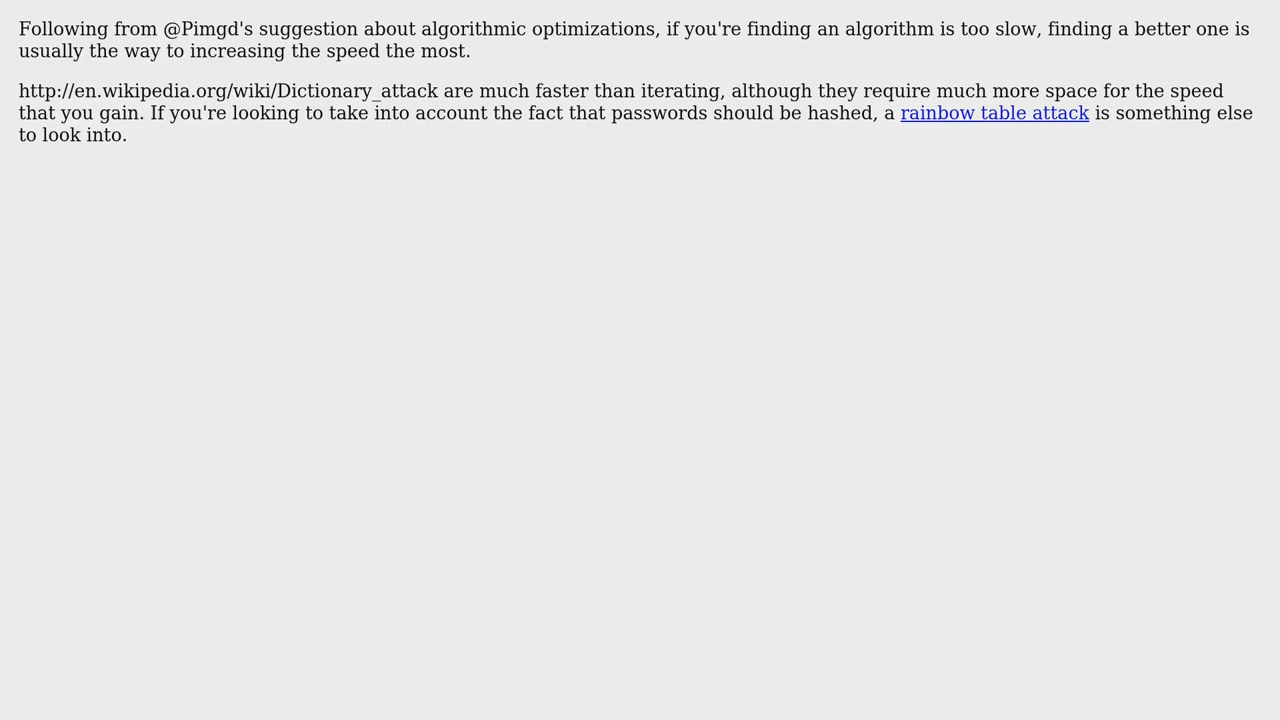 Following from @Pimgd's suggestion about algorithmic optimizations, if you're finding an algorithm is too slow, finding a better one is
usually the way to increasing the speed the most.
http://en.wikipedia.org/wiki/Dictionary_attack are much faster than iterating, although they require much more space for the speed
that you gain. If you're looking to take into account the fact that passwords should be hashed, a rainbow table attack is something else
to look into.